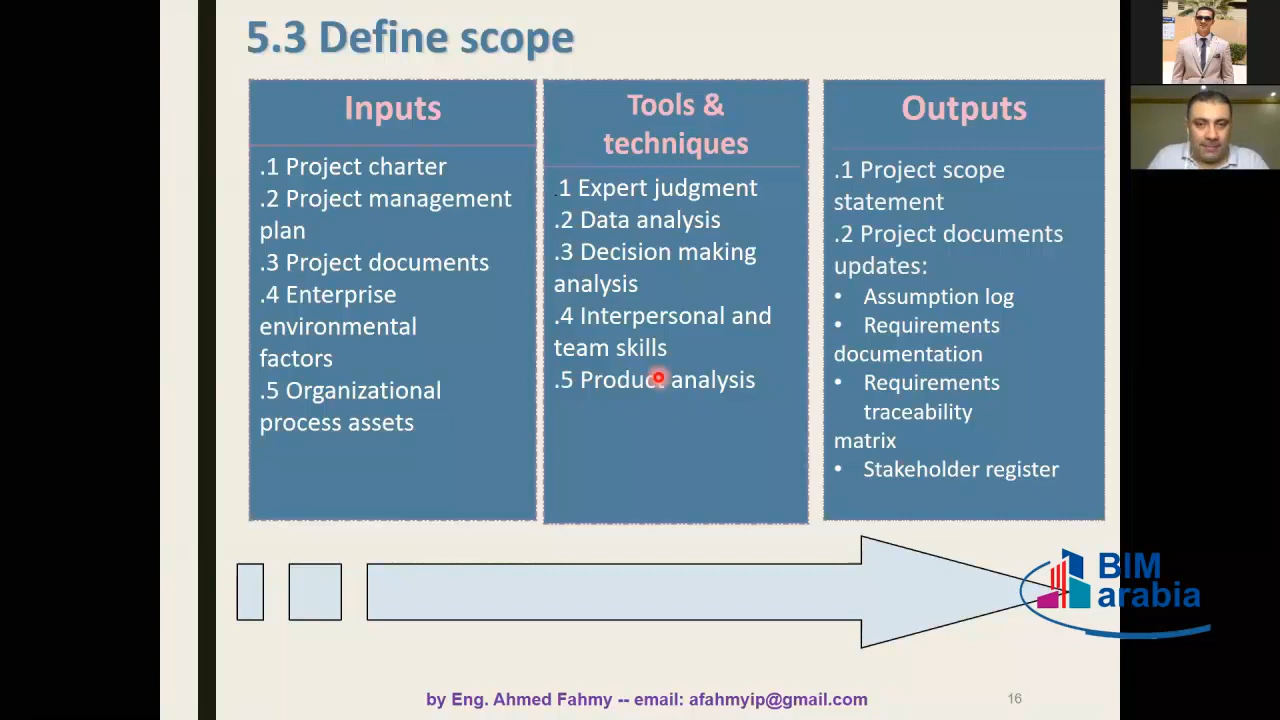 5.3 Define scope
Inputs
.1 Project charter
.2 Project management
plan
.3 Project documents
.4 Enterprise
environmental
factors
.5 Organizational
process assets
Tools &
techniques
.1 Expert judgment
.2 Data analysis
.3 Decision making
analysis
.4 Interpersonal and
team skills
.5 Product analysis
Outputs
.1 Project scope
statement
.2 Project documents
updates:
• Assumption log
• Requirements
documentation
• Requirements
traceability
matrix
• Stakeholder register
BIM
arabia
by Eng. Ahmed Fahmy -- email: afahmyip@gmail.com
16